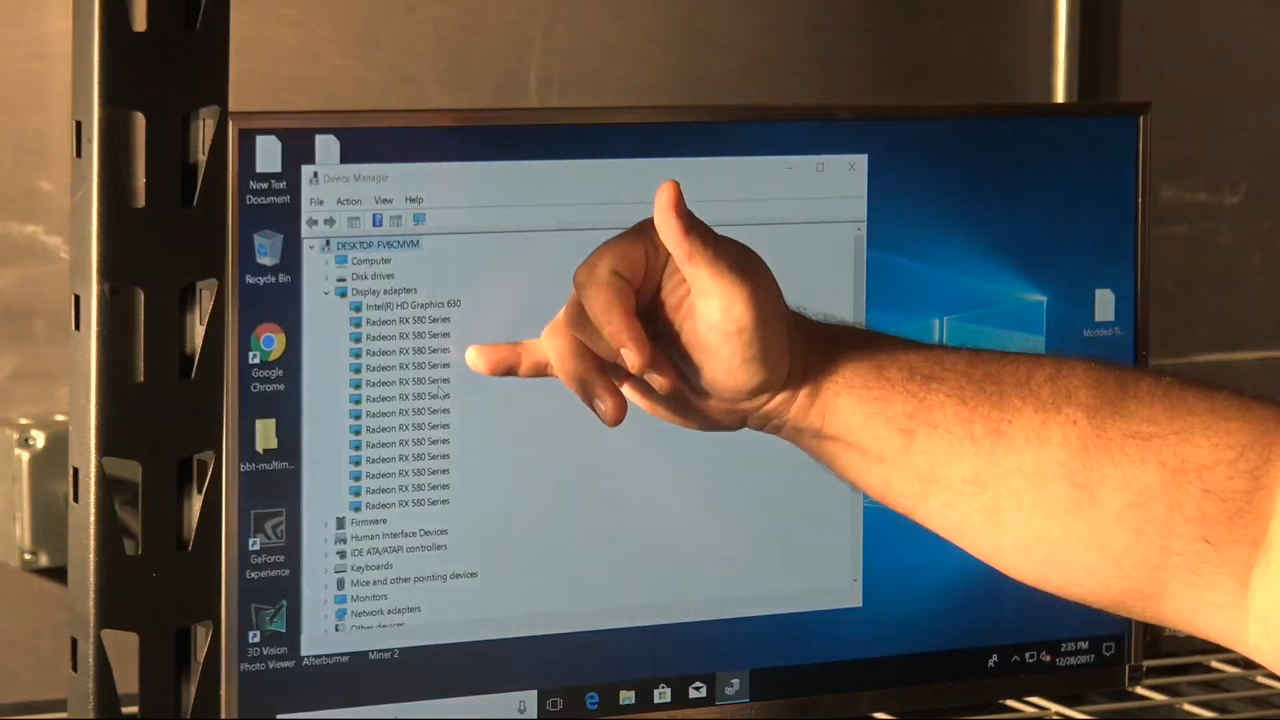 New Text
Document
Recycle Bin
Google
Chrome
bbt-multim...
GeForce
Experience
3D Vision
Photo Viewer
Afterburner
Miner 2
Device Manager
File Action View Help
DESKTOP-FV6CMVM
Computer
Disk drives
Display adapters
Intel(R) HD Graphics 630
Radeon RX 580 Series
Radeon RX 580 Series
Radeon RX 580 Series
Radeon RX 580 Series
Radeon RX 580 Series
Radeon RX 580 Series
Radeon RX 580 Series
Radeon RX 580 Series
Radeon RX 580 Series
Radeon RX 580 Series
Radeon RX 580 Series
Radeon RX 580 Series
Radeon RX 580 Series
Firmware
Human Interface Devices
IDE ATA/ATAPI controllers
Keyboards
Mice and other pointing devices
Monitors
Network adapters
Other devices
Modded-Ti...
2:35 PM
12/28/2017